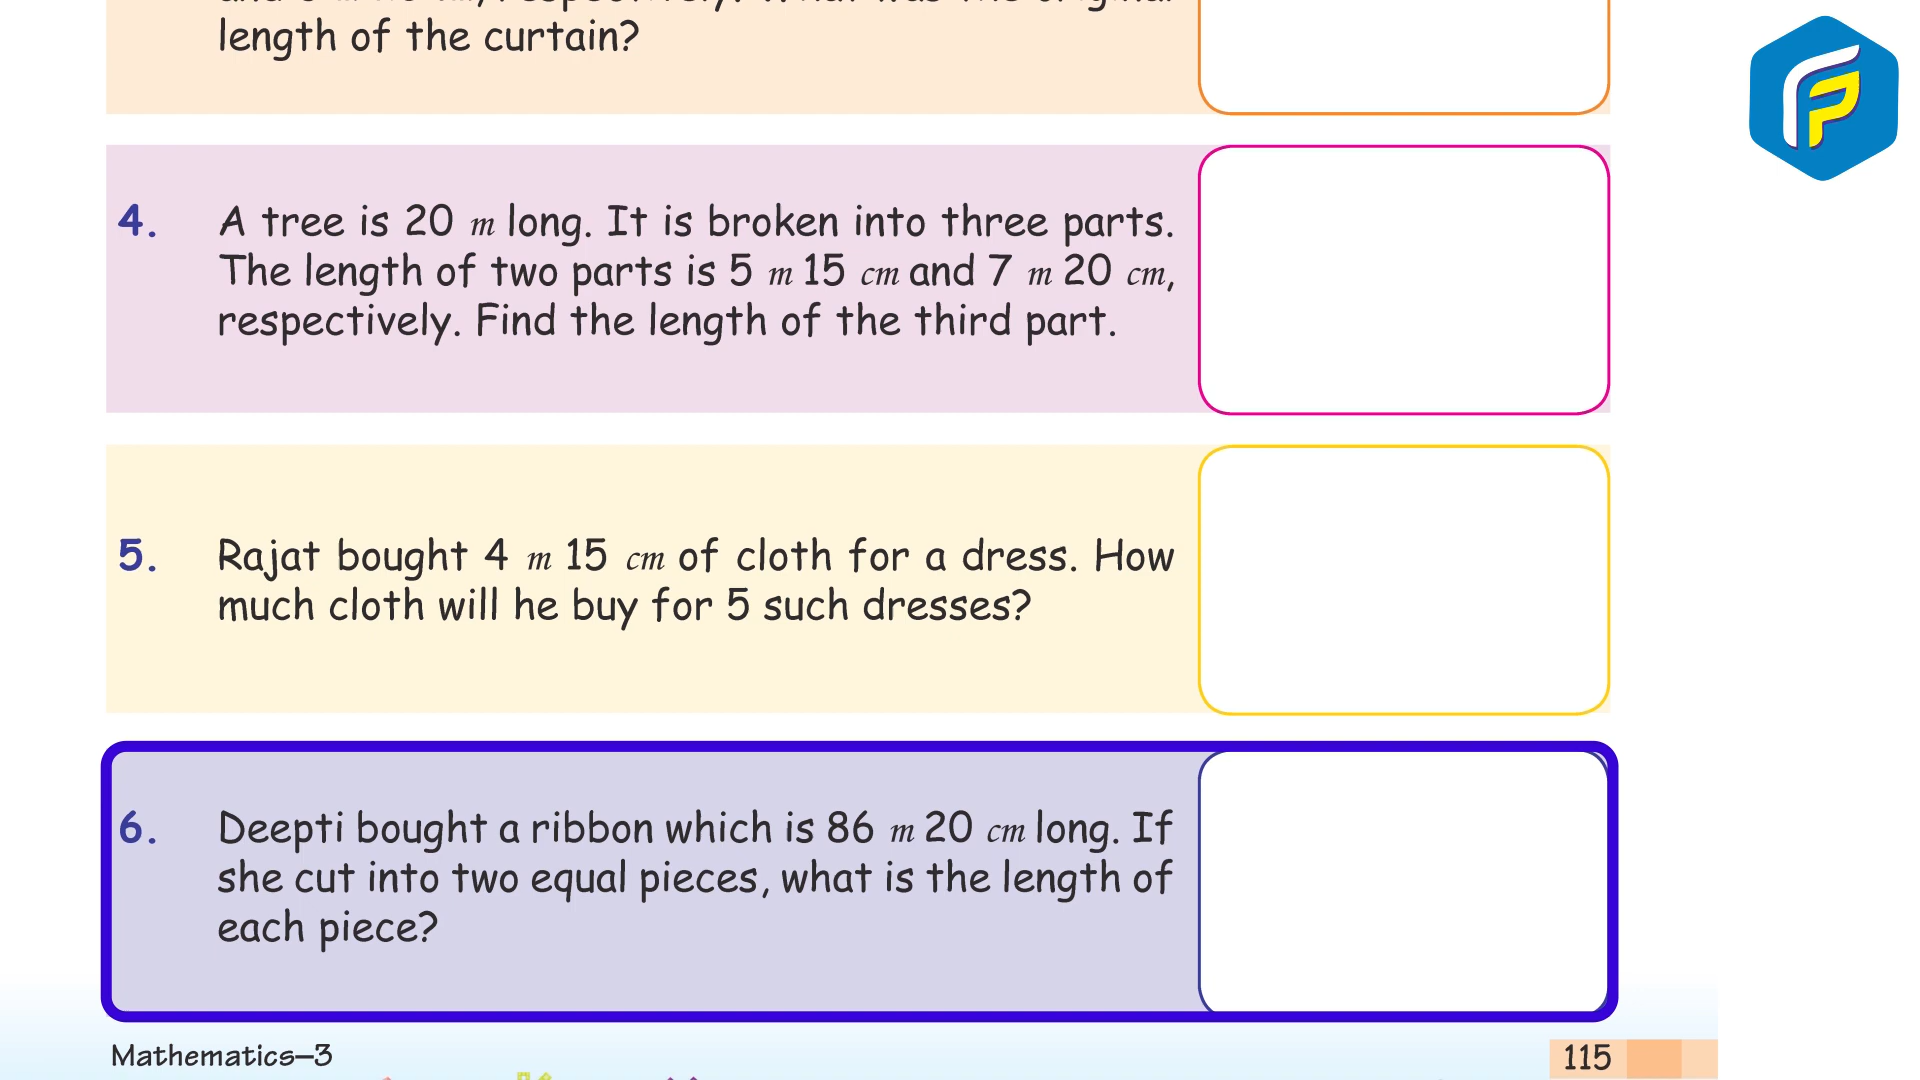 length of the curtain?
4. A tree is 20 m long. It is broken into three parts.
The length of two parts is 5 m 15 cm and 7 m 20 cm,
respectively. Find the length of the third part.
5. Rajat bought 4 m 15 cm of cloth for a dress. How
much cloth will he buy for 5 such dresses?
6. Deepti bought a ribbon which is 86 m 20 cm long. If
she cut into two equal pieces, what is the length of
each piece?
Mathematics–3
115